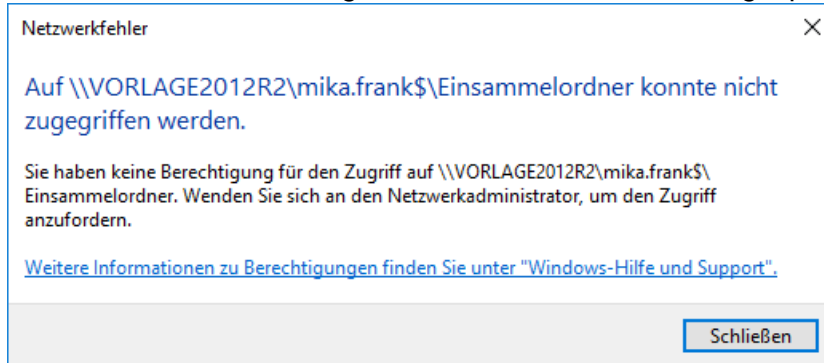 Netzwerkfehler
Auf \\VORLAGE2012R2\mika.frank$\Einsammelordner konnte nicht
zugegriffen werden.
Sie haben keine Berechtigung für den Zugriff auf \\VORLAGE2012R2\mika.frank$\
Einsammelordner. Wenden Sie sich an den Netzwerkadministrator, um den Zugriff
anzufordern.
Weitere Informationen zu Berechtigungen finden Sie unter "Windows-Hilfe und Support".
Schließen